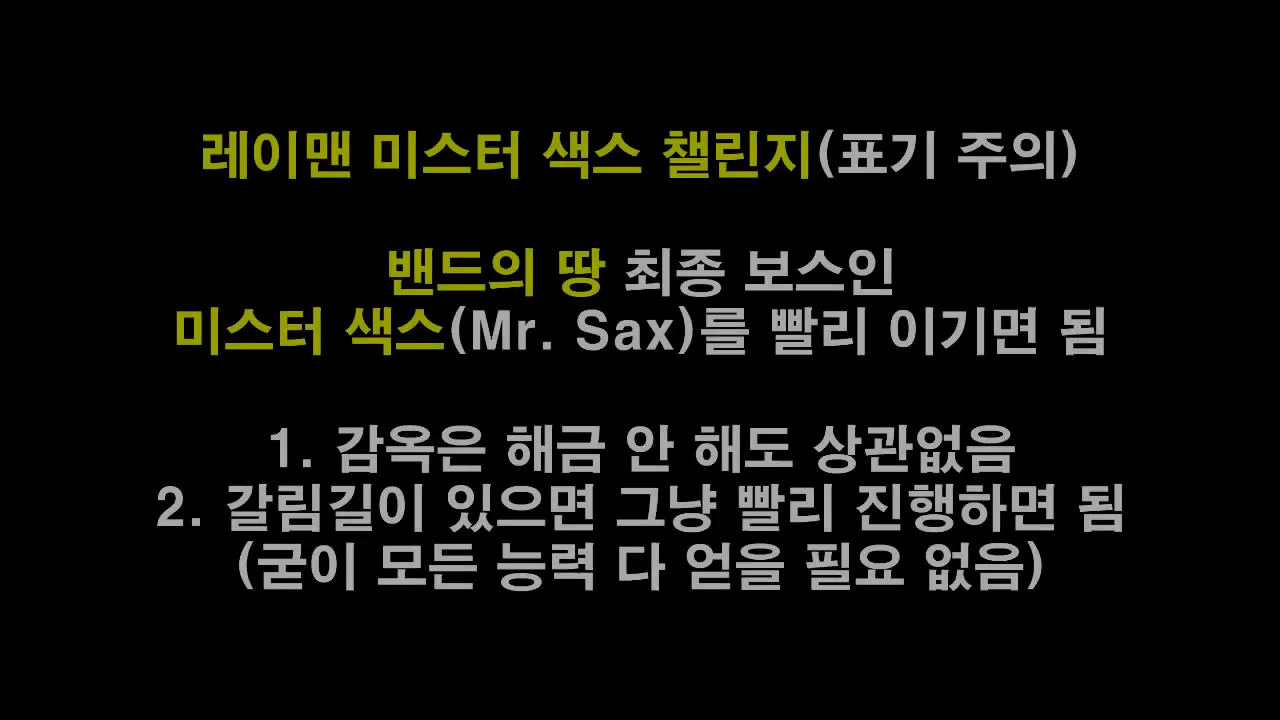 레이맨 미스터 색스 챌린지(표기 주의)
밴드의 땅 최종 보스인
미스터 색스(Mr. Sax)를 빨리 이기면 됨
1. 감옥은 해금 안 해도 상관없음
2. 갈림길이 있으면 그냥 빨리 진행하면 됨
(굳이 모든 능력 다 얻을 필요 없음)